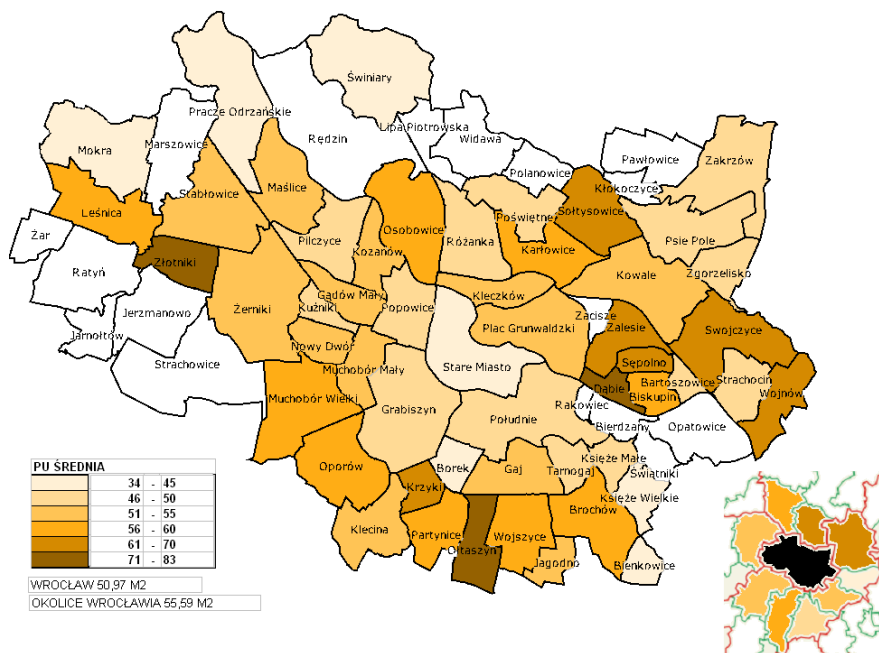 Świniary
Pracze Odrzańskie
Lipa Piotrowska
Rędzin
Widawa
Marszowice
Mokra
Pawłowice
Zakrzów
Polanowice
Kłokoczyce
Stabłowice
Maślice
Sołtysowice
Leśnica
Poświętne
Osobowice
Żar
Pilczyce
Różanka
Psie Pole
Kozanów
Karłowice
Złotniki
Ratyń
Kowale
Zgorzelisko
Żerniki
Gądów Mały
Kleczków
Kużniki
Popowice
Jerzmanowo
Zacisze
Plac Grunwaldzki
Zalesie
Swojczyce
Jarnołtów
Nowy Dwór
Strachowice
Sępolno
Stare Miasto
Muchobór Mały
Bartoszowice
Strachocin
Dąbie
Wojnów
Biskupin
Muchobór Wielki
Rakowiec
Grabiszyn
Południe
Bierdzany
Opatowice
Księże Małe
Oporów
Borek
Gaj
Tarnogaj
Świątniki
Krzyki
Księże Wielkie
Brochów
Klecina
Partynice
Wojszyce
Ołtaszyn
Jagodno
Bienkowice
PU ŚREDNIA
34 - 45
46 - 50
51 - 55
56 - 60
61 - 70
71 - 83
WROCŁAW 50,97 M2
OKOLICE WROCŁAWIA 55,59 M2